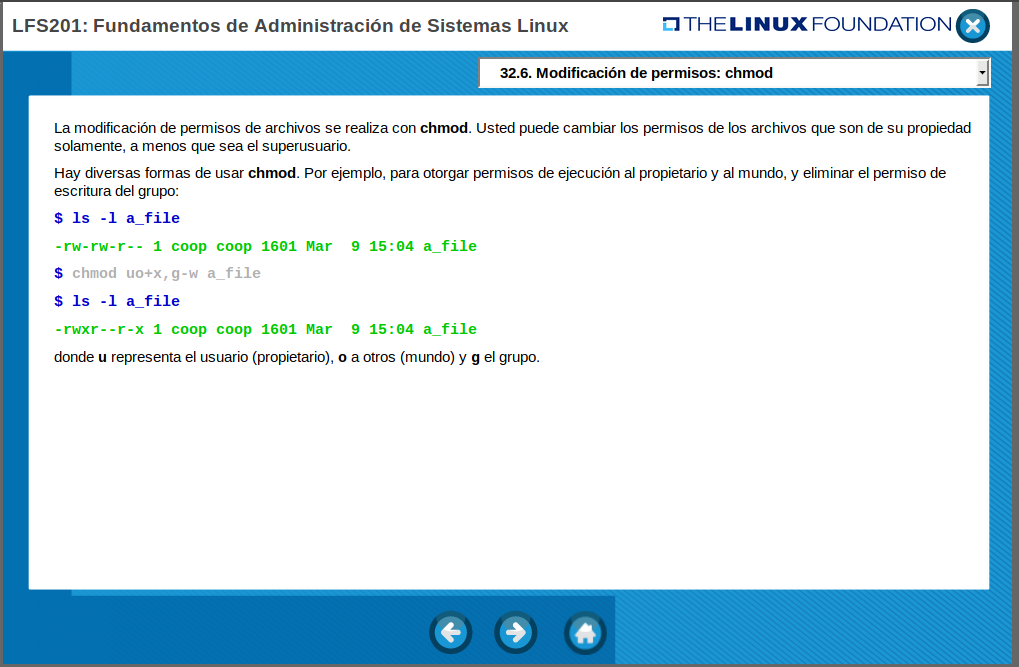 LFS201: Fundamentos de Administración de Sistemas Linux
THE LINUX FOUNDATION
32.6. Modificación de permisos: chmod
La modificación de permisos de archivos se realiza con chmod. Usted puede cambiar los permisos de los archivos que son de su propiedad
solamente, a menos que sea el superusuario.
Hay diversas formas de usar chmod. Por ejemplo, para otorgar permisos de ejecución al propietario y al mundo, y eliminar el permiso de
escritura del grupo:
$ ls -l a_file
-rw-rw-r-- 1 coop coop 1601 Mar  9 15:04 a_file
$ chmod uo+x,g-w a_file
$ ls -l a_file
-rwxr--r-x 1 coop coop 1601 Mar  9 15:04 a_file
donde u representa el usuario (propietario), o a otros (mundo) y g el grupo.